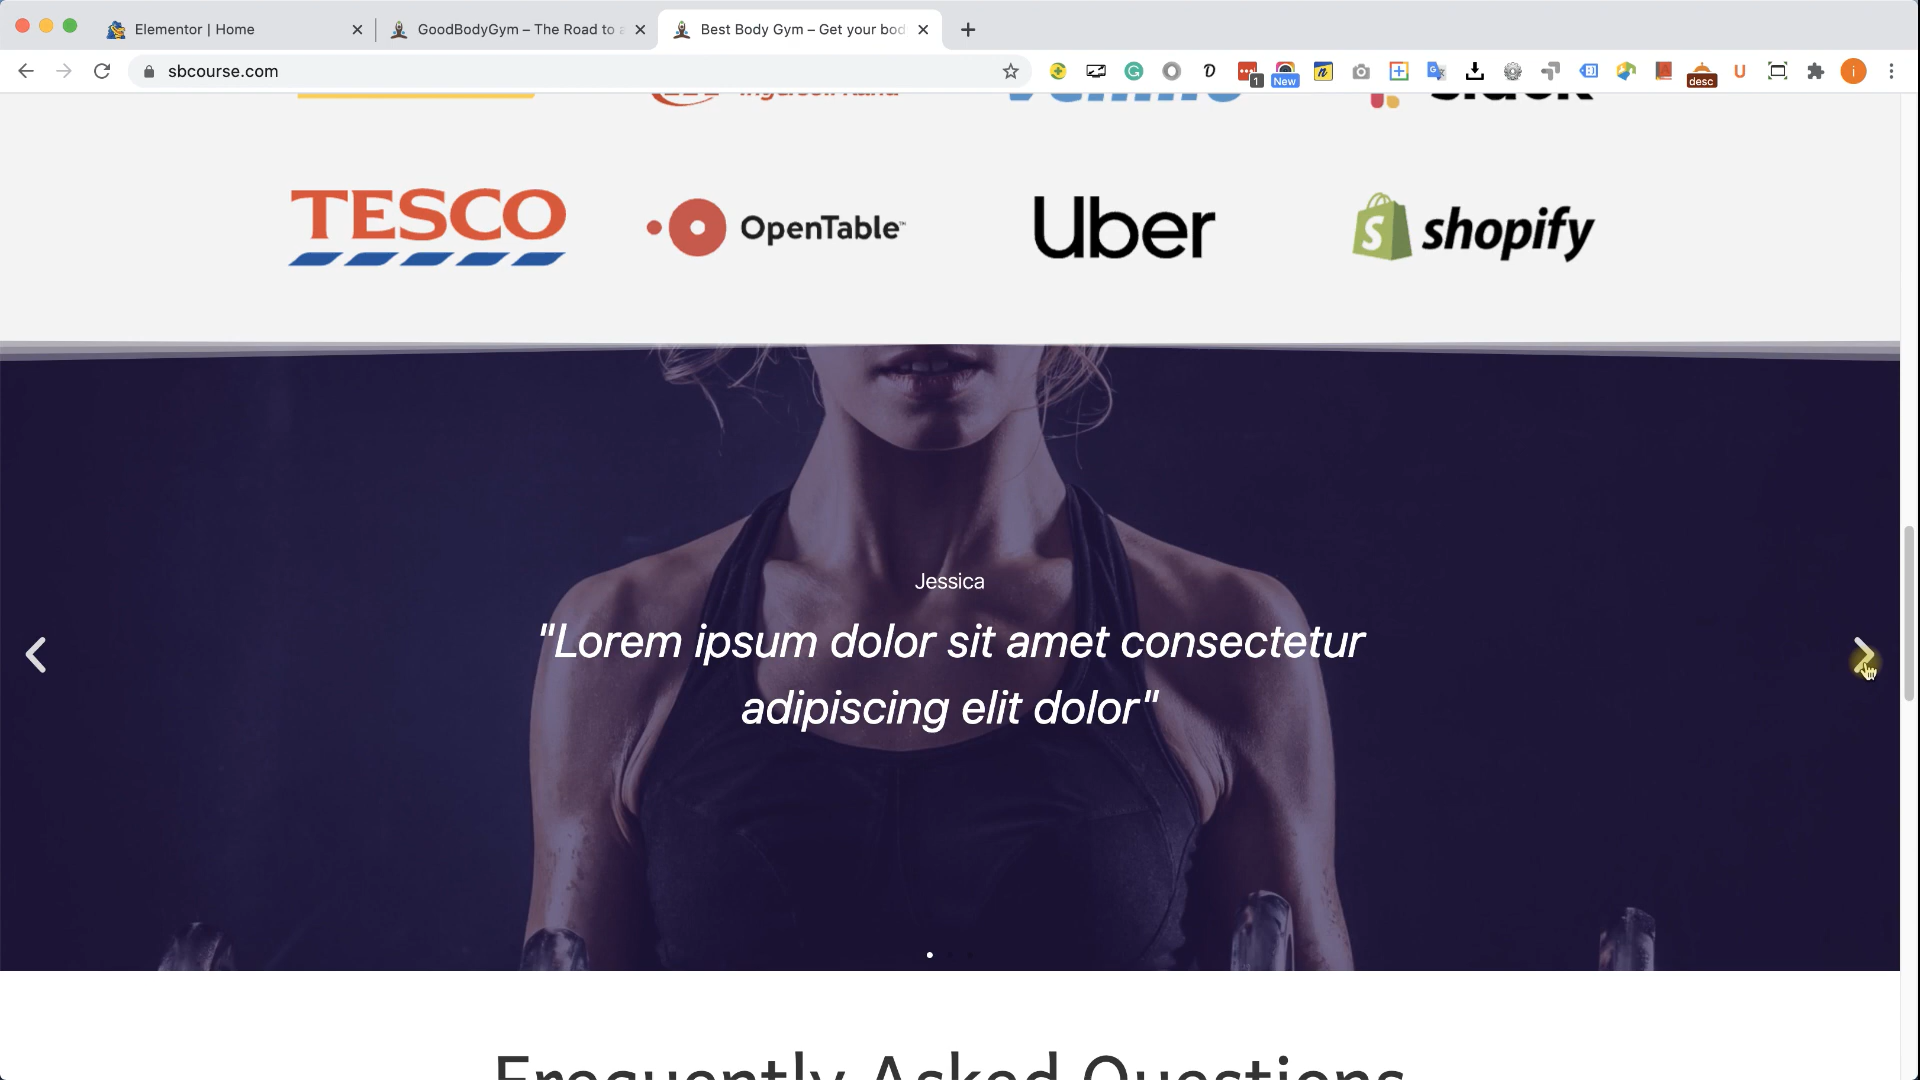 Elementor | Home
GoodBodyGym – The Road to a
Best Body Gym – Get your bod
sbcourse.com
1
New
desc
U
i
TESCO
OpenTable
Uber
shopify
Jessica
"Lorem ipsum dolor sit amet consectetur
adipiscing elit dolor"
Frequently Asked Questions